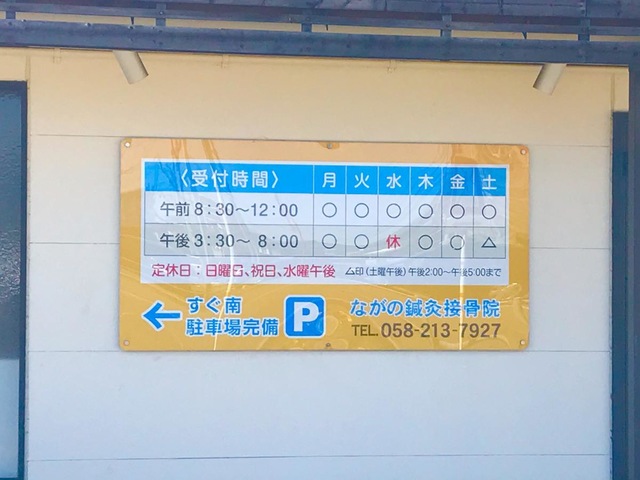 〈受付時間〉 月 火 水 木 金 土
午前 8:30〜12:00 ○ ○ ○ ○ ○ ○
午後 3:30〜 8:00 ○ ○ 休 ○ ○ △
定休日:日曜日、祝日、水曜午後 △印(土曜午後)午後2:00〜午後5:00まで
← すぐ南
駐車場完備 P
ながの鍼灸接骨院
TEL.058-213-7927